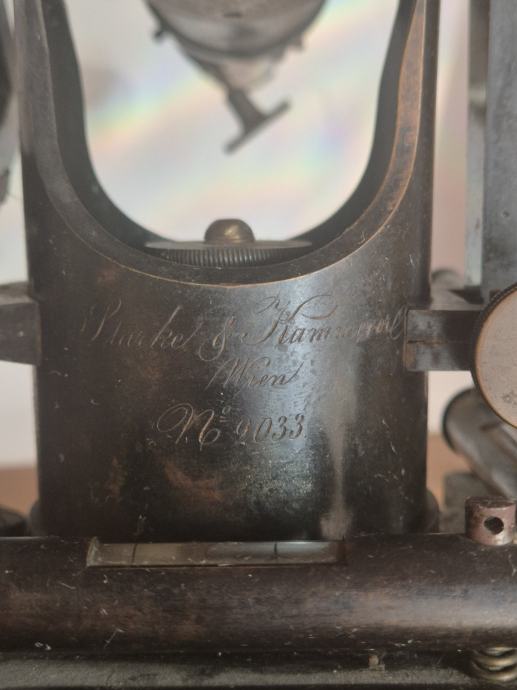 Starke & Kammerer
Wien
Nº 9033